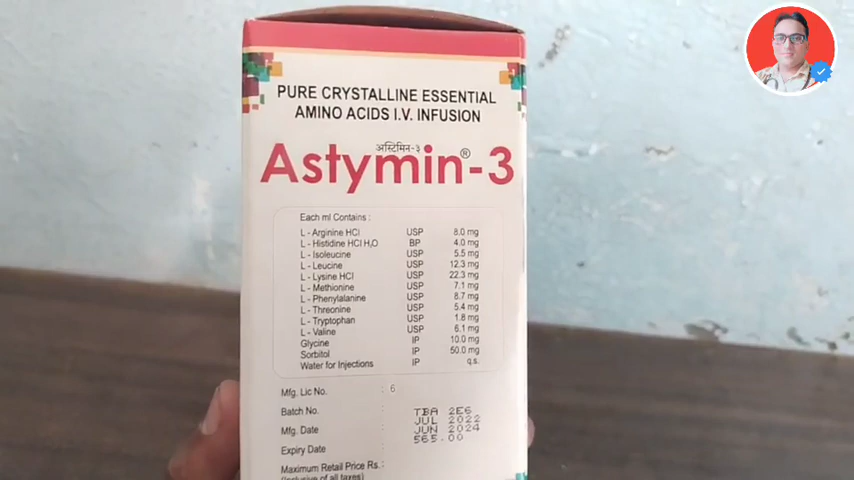 PURE CRYSTALLINE ESSENTIAL
AMINO ACIDS I.V. INFUSION
अस्टिमिन-३
Astymin®-3
Each ml Contains :
L - Arginine HCl USP 8.0 mg
L - Histidine HCl H₂O BP 4.0 mg
L - Isoleucine USP 5.5 mg
L - Leucine USP 12.3 mg
L - Lysine HCl USP 22.3 mg
L - Methionine USP 7.1 mg
L - Phenylalanine USP 8.7 mg
L - Threonine USP 5.4 mg
L - Tryptophan USP 1.8 mg
L - Valine USP 6.1 mg
Glycine IP 10.0 mg
Sorbitol IP 50.0 mg
Water for Injections IP q.s.
Mfg. Lic No. : 6
Batch No. : TBA 2E6
Mfg. Date : JUL 2022
Expiry Date : JUN 2024
Maximum Retail Price Rs.: 565.00
(Inclusive of all taxes)